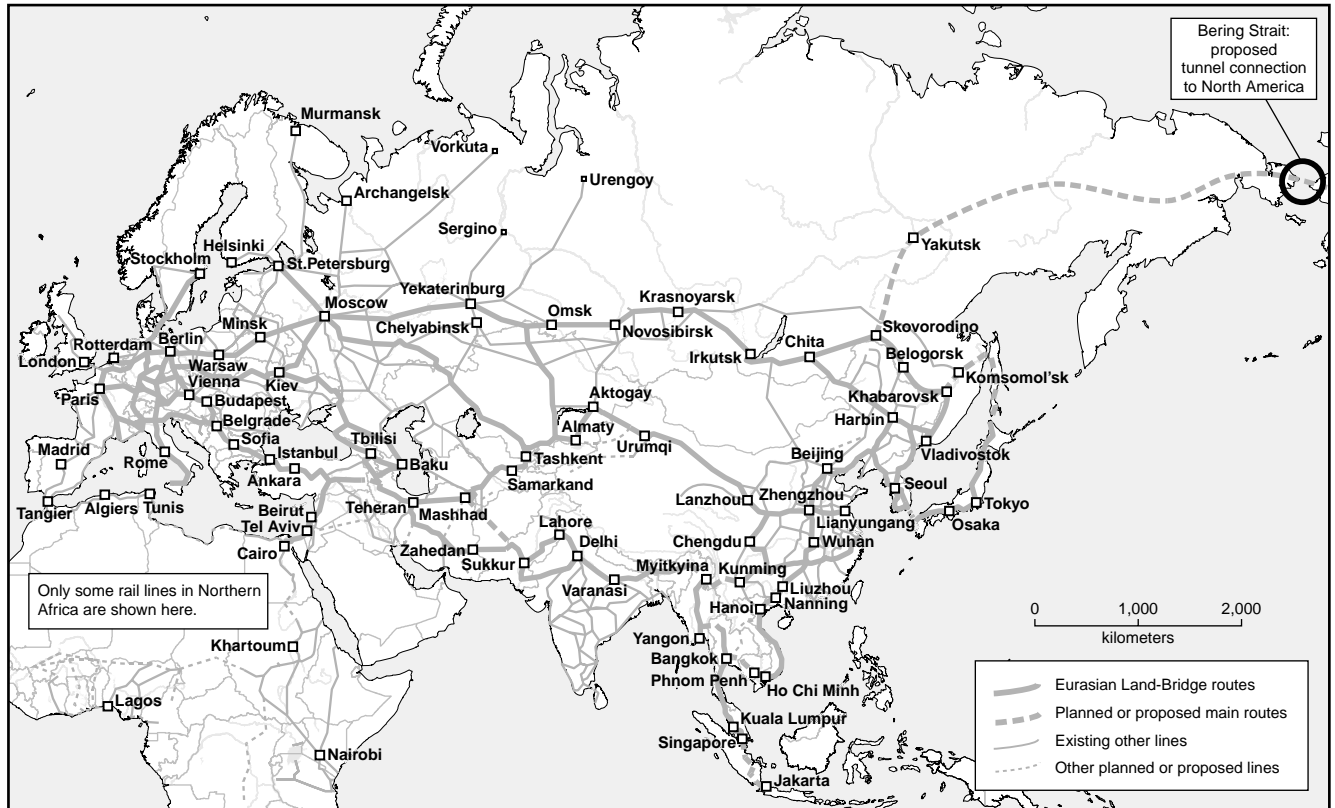 Bering Strait:
proposed
tunnel connection
to North America
Murmansk
Vorkuta
Urengoy
Archangelsk
Sergino
Yakutsk
Helsinki
Stockholm
St.Petersburg
Yekaterinburg
Krasnoyarsk
Moscow
Omsk
Chelyabinsk
Novosibirsk
Skovorodino
Minsk
Chita
Rotterdam
Berlin
Irkutsk
Belogorsk
London
Warsaw
Komsomol'sk
Vienna
Kiev
Paris
Budapest
Aktogay
Khabarovsk
Belgrade
Almaty
Harbin
Sofia
Tbilisi
Urumqi
Madrid
Istanbul
Beijing
Vladivostok
Rome
Baku
Tashkent
Ankara
Samarkand
Seoul
Lanzhou
Zhengzhou
Tokyo
Tangier
Algiers
Tunis
Beirut
Teheran
Mashhad
Lianyungang
Osaka
Tel Aviv
Lahore
Cairo
Zahedan
Delhi
Chengdu
Wuhan
Sukkur
Myitkyina
Kunming
Varanasi
Liuzhou
Hanoi
Nanning
Only some rail lines in Northern
Africa are shown here.
0 1,000 2,000
kilometers
Khartoum
Yangon
Bangkok
Phnom Penh
Ho Chi Minh
Lagos
Kuala Lumpur
Singapore
Nairobi
Jakarta
Eurasian Land-Bridge routes
Planned or proposed main routes
Existing other lines
Other planned or proposed lines